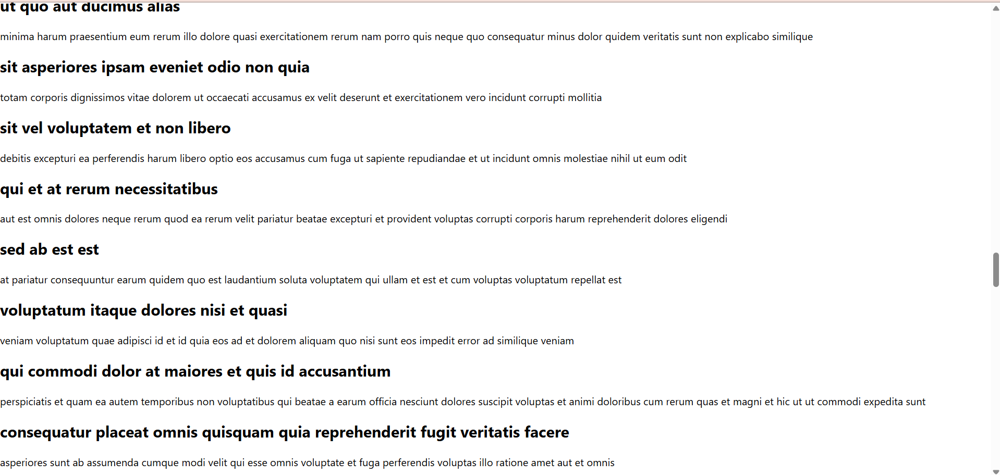 ut quo aut ducimus alias
minima harum praesentium eum rerum illo dolore quasi exercitationem rerum nam porro quis neque quo consequatur minus dolor quidem veritatis sunt non explicabo similique
sit asperiores ipsam eveniet odio non quia
totam corporis dignissimos vitae dolorem ut occaecati accusamus ex velit deserunt et exercitationem vero incidunt corrupti mollitia
sit vel voluptatem et non libero
debitis excepturi ea perferendis harum libero optio eos accusamus cum fuga ut sapiente repudiandae et ut incidunt omnis molestiae nihil ut eum odit
qui et at rerum necessitatibus
aut est omnis dolores neque rerum quod ea rerum velit pariatur beatae excepturi et provident voluptas corrupti corporis harum reprehenderit dolores eligendi
sed ab est est
at pariatur consequuntur earum quidem quo est laudantium soluta voluptatem qui ullam et est et cum voluptas voluptatum repellat est
voluptatum itaque dolores nisi et quasi
veniam voluptatum quae adipisci id et id quia eos ad et dolorem aliquam quo nisi sunt eos impedit error ad similique veniam
qui commodi dolor at maiores et quis id accusantium
perspiciatis et quam ea autem temporibus non voluptatibus qui beatae a earum officia nesciunt dolores suscipit voluptas et animi doloribus cum rerum quas et magni et hic ut ut commodi expedita sunt
consequatur placeat omnis quisquam quia reprehenderit fugit veritatis facere
asperiores sunt ab assumenda cumque modi velit qui esse omnis voluptate et fuga perferendis voluptas illo ratione amet aut et omnis